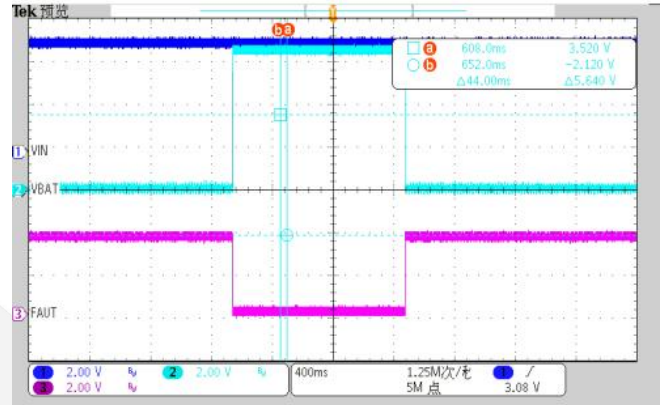 Tek 预览
b a
a 608.0ms 3.520 V
b 652.0ms -2.120 V
△44.00ms △5.640 V
1 VIN
2 VBAT
3 FAUT
1 2.00 V 2 2.00 V 400ms 1.25M次/秒 1 /
3 2.00 V 5M 点 3.08 V